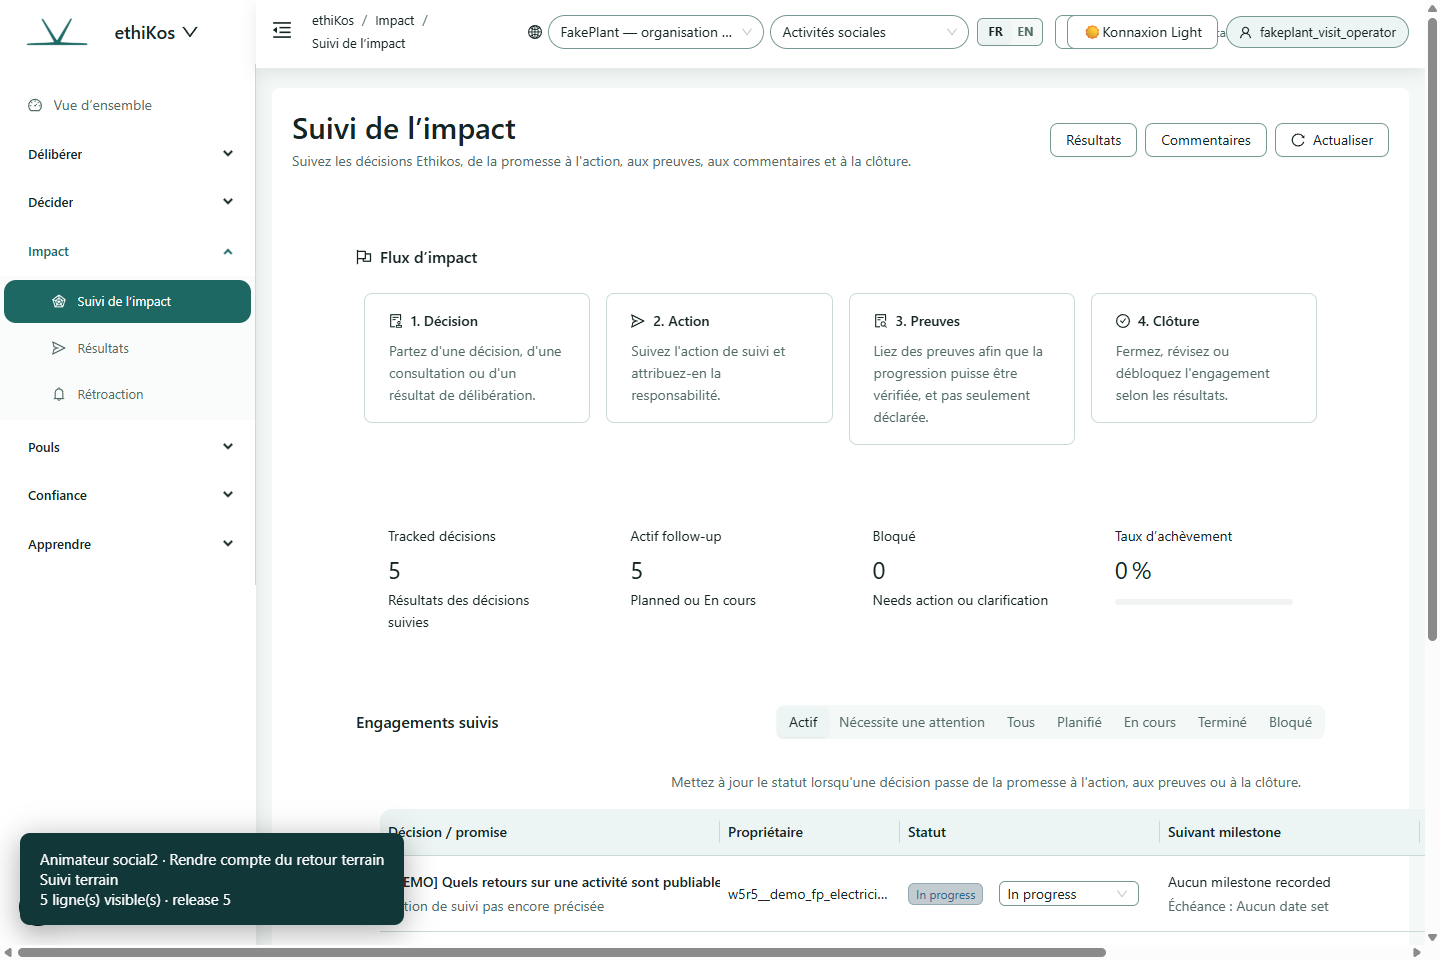 ethiKos
Vue d’ensemble
Délibérer
Décider
Impact
Suivi de l’impact
Résultats
Rétroaction
Pouls
Confiance
Apprendre
ethiKos / Impact /
Suivi de l’impact
FakePlant — organisation ...
Activités sociales
FR EN
Konnaxion Light
fakeplant_visit_operator
Suivi de l’impact
Suivez les décisions Ethikos, de la promesse à l'action, aux preuves, aux commentaires et à la clôture.
Résultats
Commentaires
Actualiser
Flux d’impact
1. Décision
Partez d'une décision, d'une
consultation ou d'un
résultat de délibération.
2. Action
Suivez l'action de suivi et
attribuez-en la
responsabilité.
3. Preuves
Liez des preuves afin que la
progression puisse être
vérifiée, et pas seulement
déclarée.
4. Clôture
Fermez, révisez ou
débloquez l'engagement
selon les résultats.
Tracked décisions
5
Résultats des décisions
suivies
Actif follow-up
5
Planned ou En cours
Bloqué
0
Needs action ou clarification
Taux d’achèvement
0 %
Engagements suivis
Actif
Nécessite une attention
Tous
Planifié
En cours
Terminé
Bloqué
Mettez à jour le statut lorsqu'une décision passe de la promesse à l'action, aux preuves ou à la clôture.
Décision / promise
Propriétaire
Statut
Suivant milestone
EMO] Quels retours sur une activité sont publiable
tion de suivi pas encore précisée
w5r5__demo_fp_electrici...
In progress
In progress
Aucun milestone recorded
Échéance : Aucun date set
Animateur social2 · Rendre compte du retour terrain
Suivi terrain
5 ligne(s) visible(s) · release 5